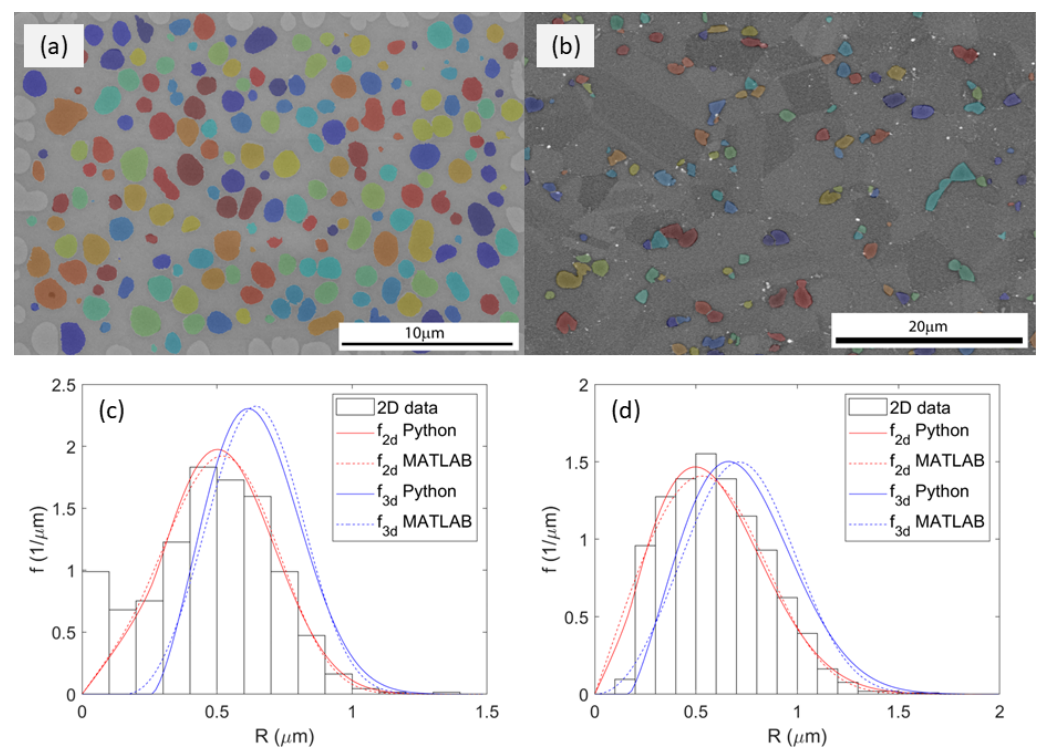 (a)
10μm
(b)
20μm
(c)
2D data
f2d Python
f2d MATLAB
f3d Python
f3d MATLAB
f (1/μm)
2.5
2
1.5
1
0.5
0
0
0.5
1
1.5
R (μm)
(d)
2D data
f2d Python
f2d MATLAB
f3d Python
f3d MATLAB
f (1/μm)
2
1.5
1
0.5
0
0
0.5
1
1.5
2
R (μm)